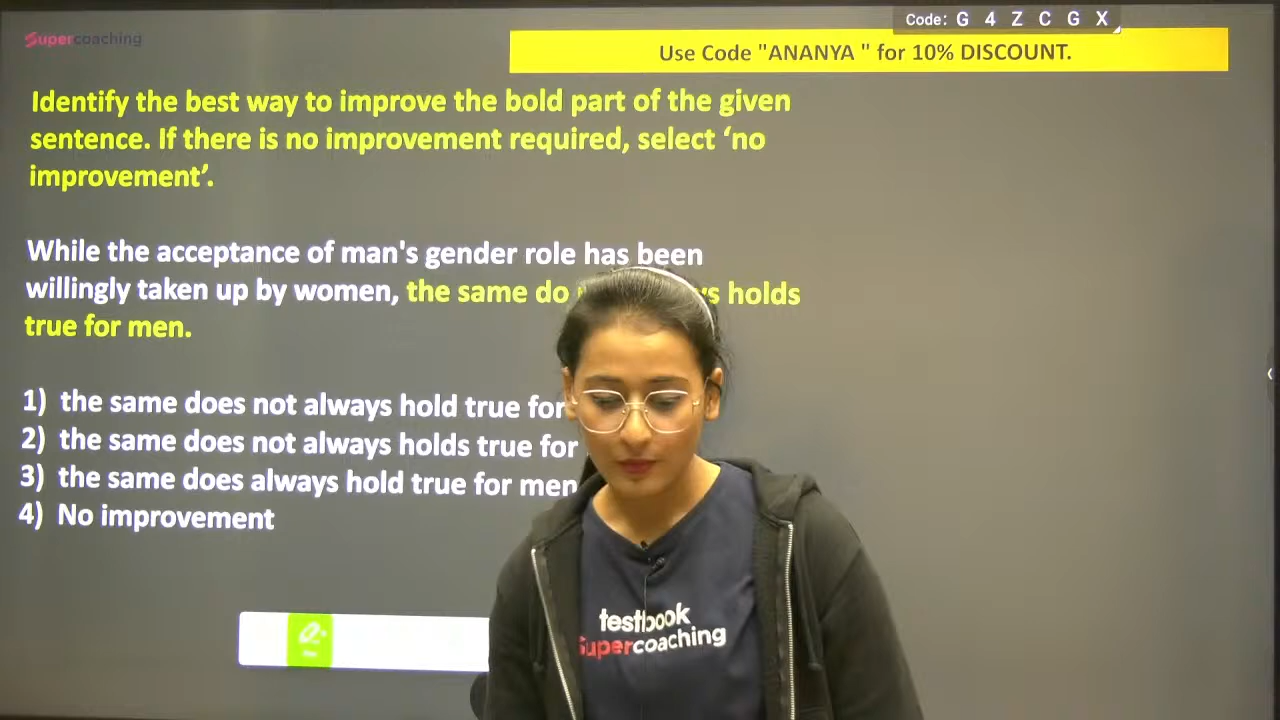 Code: G 4 Z C G X
Supercoaching
Use Code "ANANYA " for 10% DISCOUNT.
Identify the best way to improve the bold part of the given
sentence. If there is no improvement required, select ‘no
improvement’.
While the acceptance of man's gender role has been
willingly taken up by women, the same do holds
true for men.
1) the same does not always hold true for
2) the same does not always holds true for
3) the same does always hold true for men
4) No improvement
testbook
Supercoaching